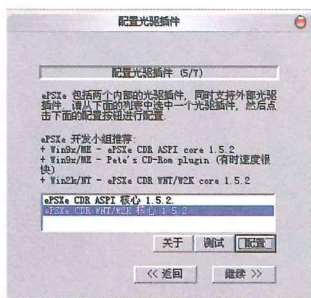 配置光驱插件
配置光驱插件 (5/7)
ePSXe 包括两个内部的光驱插件, 同时支持外部光驱
插件. 请从下面的列表中选中一个光驱插件, 然后点
击下面的配置按钮进行配置.
ePSXe 开发小组推荐:
+ Win9x/ME - ePSXe CDR ASPI core 1.5.2
+ Win9x/ME - Pete's CD-Rom plugin (有时速度很
快)
+ Win2k/NT - ePSXe CDR WNT/W2K core 1.5.2
ePSXe CDR ASPI 核心 1.5.2.
ePSXe CDR WNT/W2K 核心 1.5.2.
关于 测试 配置
<< 返回 继续 >>